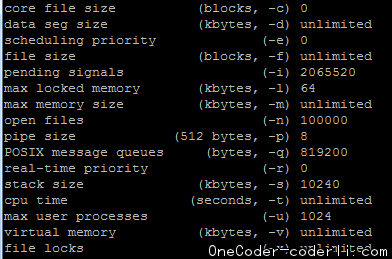 core file size          (blocks, -c) 0
data seg size           (kbytes, -d) unlimited
scheduling priority             (-e) 0
file size               (blocks, -f) unlimited
pending signals                 (-i) 2065520
max locked memory       (kbytes, -l) 64
max memory size         (kbytes, -m) unlimited
open files                      (-n) 100000
pipe size            (512 bytes, -p) 8
POSIX message queues     (bytes, -q) 819200
real-time priority              (-r) 0
stack size              (kbytes, -s) 10240
cpu time               (seconds, -t) unlimited
max user processes              (-u) 1024
virtual memory          (kbytes, -v) unlimited
file locks unlimited
OneCoder-coderli.com